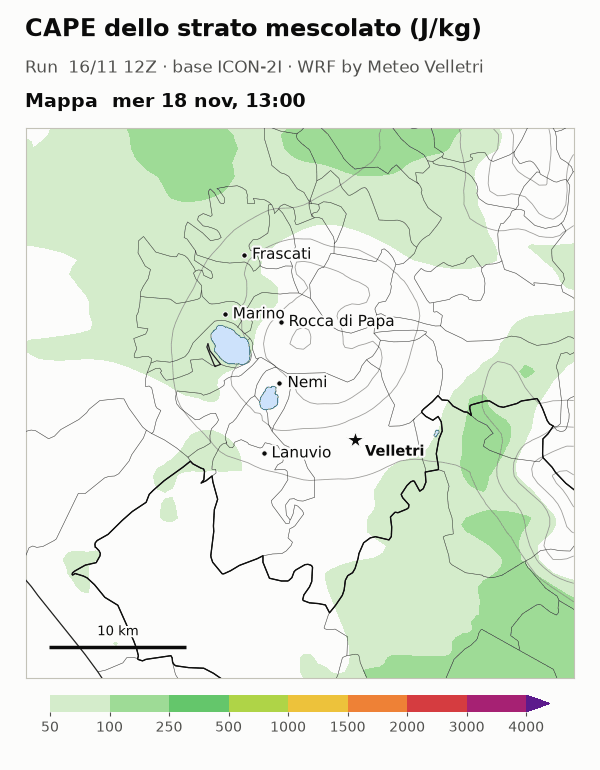 CAPE dello strato mescolato (J/kg)
Run  16/11 12Z · base ICON-2I · WRF by Meteo Velletri
Mappa  mer 18 nov, 13:00
Frascati
Marino
Rocca di Papa
Nemi
Velletri
Lanuvio
10 km
50 100 250 500 1000 1500 2000 3000 4000